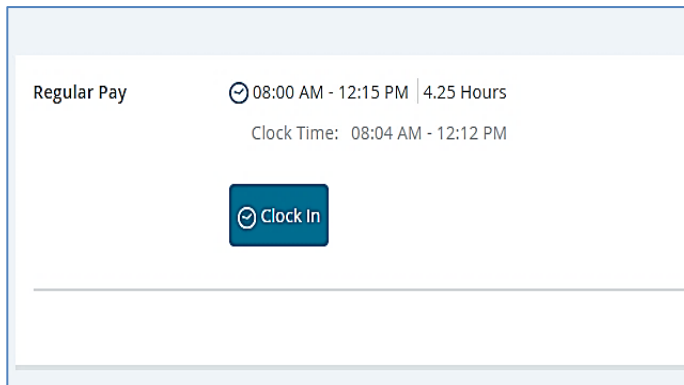 Regular Pay 08:00 AM - 12:15 PM 4.25 Hours
Clock Time: 08:04 AM - 12:12 PM
Clock In